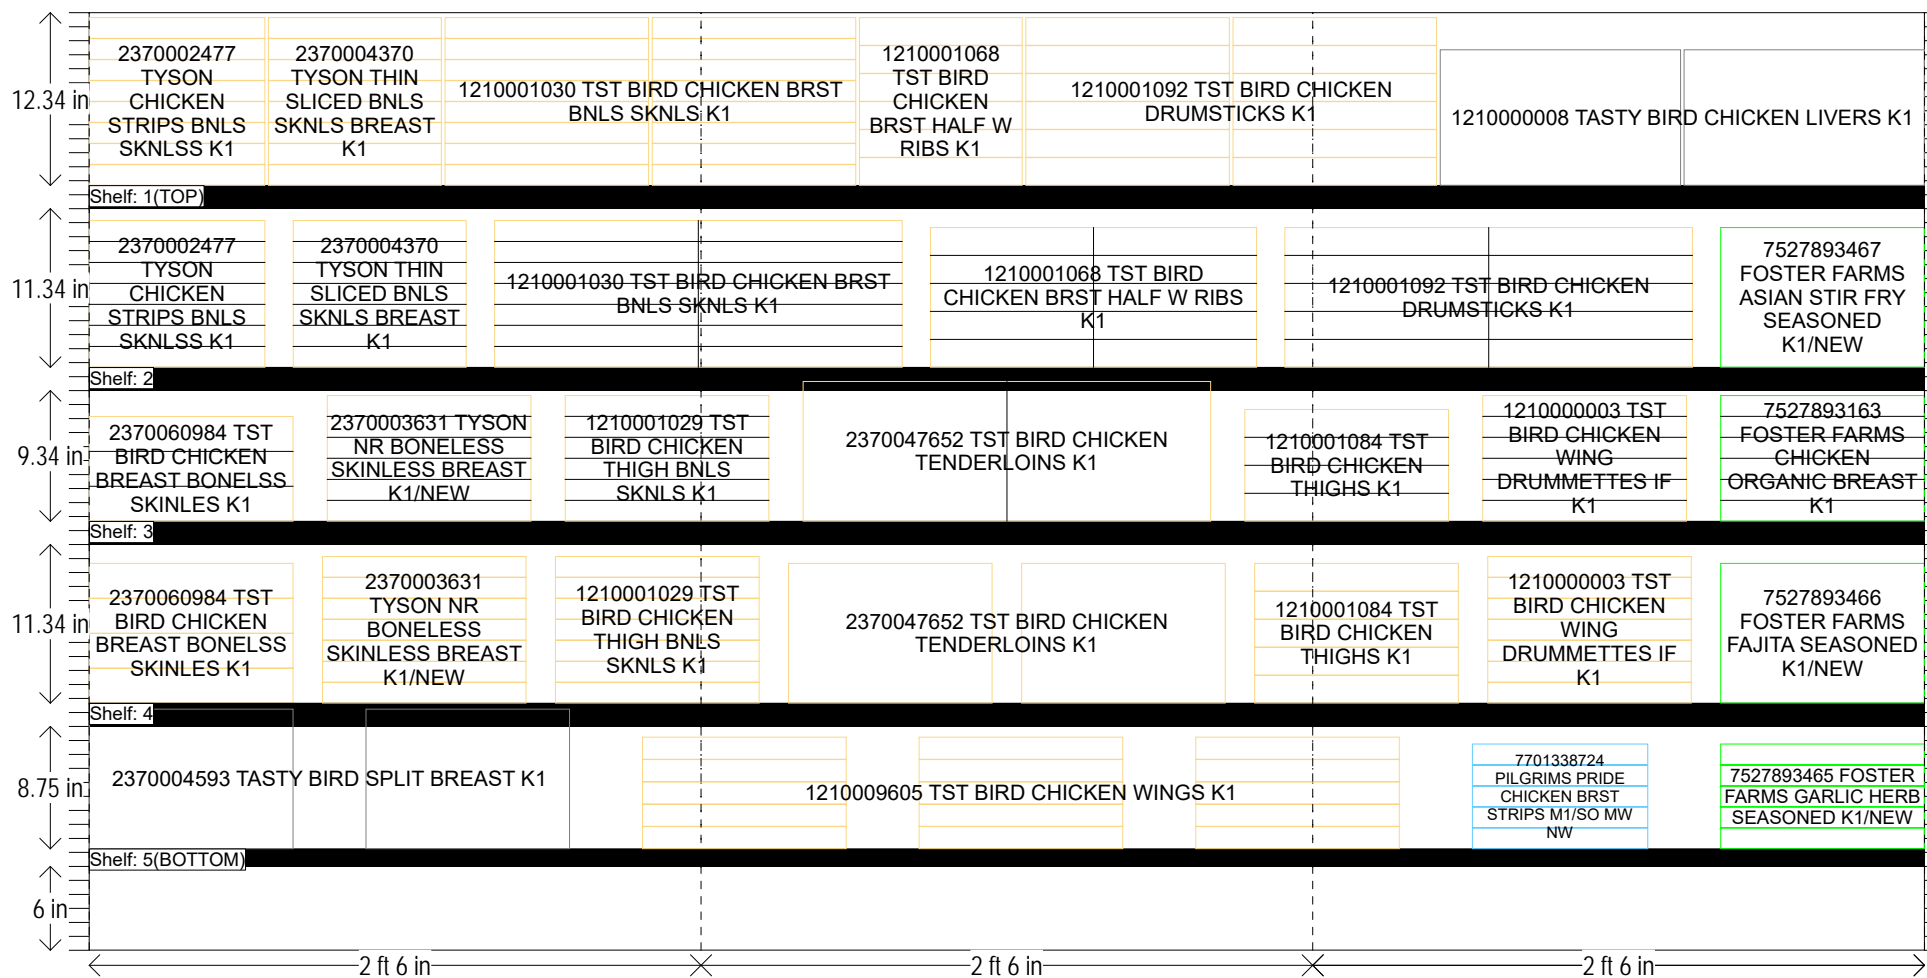 12.34 in
2370002477
TYSON
CHICKEN
STRIPS BNLS
SKNLSS K1
2370004370
TYSON THIN
SLICED BNLS
SKNLS BREAST
K1
1210001030 TST BIRD CHICKEN BRST
BNLS SKNLS K1
1210001068
TST BIRD
CHICKEN
BRST HALF W
RIBS K1
1210001092 TST BIRD CHICKEN
DRUMSTICKS K1
1210000008 TASTY BIRD CHICKEN LIVERS K1
Shelf: 1(TOP)
11.34 in
2370002477
TYSON
CHICKEN
STRIPS BNLS
SKNLSS K1
2370004370
TYSON THIN
SLICED BNLS
SKNLS BREAST
K1
1210001030 TST BIRD CHICKEN BRST
BNLS SKNLS K1
1210001068 TST BIRD
CHICKEN BRST HALF W RIBS
K1
1210001092 TST BIRD CHICKEN
DRUMSTICKS K1
7527893467
FOSTER FARMS
ASIAN STIR FRY
SEASONED
K1/NEW
Shelf: 2
9.34 in
2370060984 TST
BIRD CHICKEN
BREAST BONELSS
SKINLES K1
2370003631 TYSON
NR BONELESS
SKINLESS BREAST
K1/NEW
1210001029 TST
BIRD CHICKEN
THIGH BNLS
SKNLS K1
2370047652 TST BIRD CHICKEN
TENDERLOINS K1
1210001084 TST
BIRD CHICKEN
THIGHS K1
1210000003 TST
BIRD CHICKEN
WING
DRUMMETTES IF
K1
7527893163
FOSTER FARMS
CHICKEN
ORGANIC BREAST
K1
Shelf: 3
11.34 in
2370060984 TST
BIRD CHICKEN
BREAST BONELSS
SKINLES K1
2370003631
TYSON NR
BONELESS
SKINLESS BREAST
K1/NEW
1210001029 TST
BIRD CHICKEN
THIGH BNLS
SKNLS K1
2370047652 TST BIRD CHICKEN
TENDERLOINS K1
1210001084 TST
BIRD CHICKEN
THIGHS K1
1210000003 TST
BIRD CHICKEN
WING
DRUMMETTES IF
K1
7527893466
FOSTER FARMS
FAJITA SEASONED
K1/NEW
Shelf: 4
8.75 in
2370004593 TASTY BIRD SPLIT BREAST K1
1210009605 TST BIRD CHICKEN WINGS K1
7701338724
PILGRIMS PRIDE
CHICKEN BRST
STRIPS M1/SO MW
NW
7527893465 FOSTER
FARMS GARLIC HERB
SEASONED K1/NEW
Shelf: 5(BOTTOM)
6 in
2 ft 6 in
2 ft 6 in
2 ft 6 in